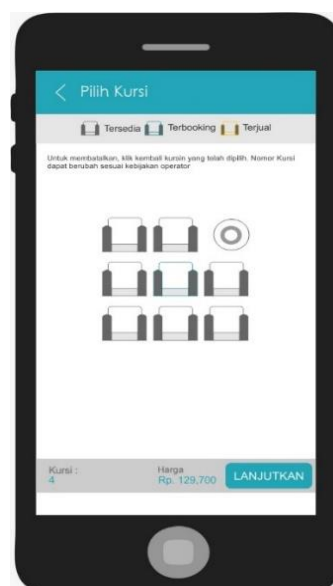 Pilih Kursi
Tersedia Terbooking Terjual
Untuk membatalkan, klik kembali kursin yang telah dipilih. Nomor Kursi
dapat berubah sesuai kebijakan operator
Kursi :
4
Harga
Rp. 129,700
LANJUTKAN